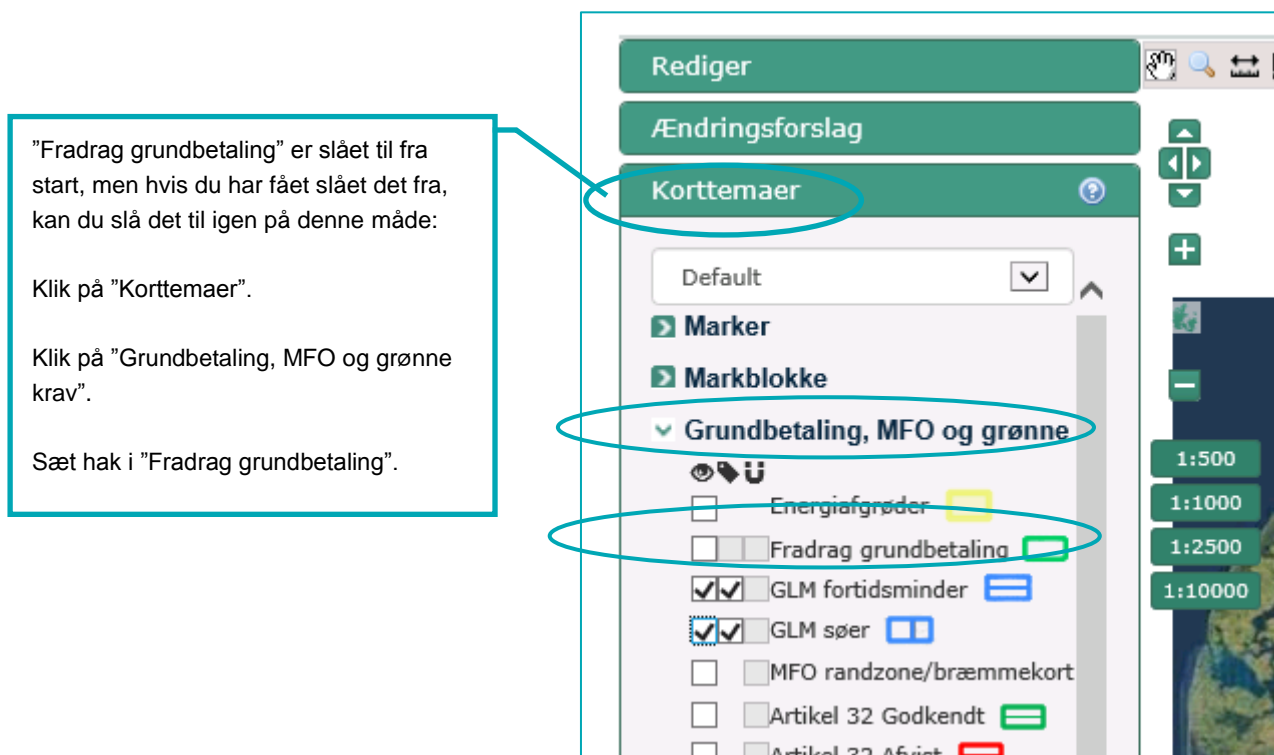 ”Fradrag grundbetaling” er slået til fra
start, men hvis du har fået slået det fra,
kan du slå det til igen på denne måde:
Klik på ”Korttemaer”.
Klik på ”Grundbetaling, MFO og grønne
krav”.
Sæt hak i ”Fradrag grundbetaling”.
Rediger
Ændringsforslag
Korttemaer
Default
Marker
Markblokke
Grundbetaling, MFO og grønne
Energiafgrøder
Fradrag grundbetaling
GLM fortidsminder
GLM søer
MFO randzone/bræmmekort
Artikel 32 Godkendt
Artikel 32 Afvist
1:500
1:1000
1:2500
1:10000